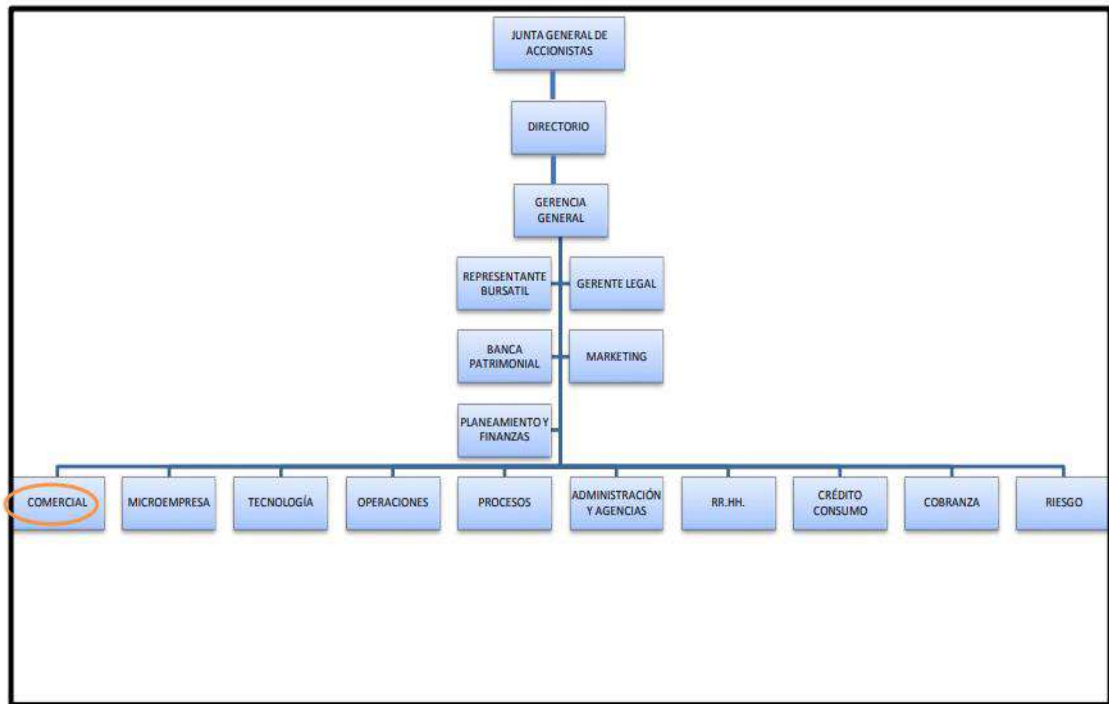 JUNTA GENERAL DE
ACCIONISTAS
DIRECTORIO
GERENCIA
GENERAL
REPRESENTANTE
BURSATIL
GERENTE LEGAL
BANCA
PATRIMONIAL
MARKETING
PLANEAMIENTO Y
FINANZAS
COMERCIAL
MICROEMPRESA
TECNOLOGÍA
OPERACIONES
PROCESOS
ADMINISTRACIÓN
Y AGENCIAS
RR.HH.
CRÉDITO
CONSUMO
COBRANZA
RIESGO